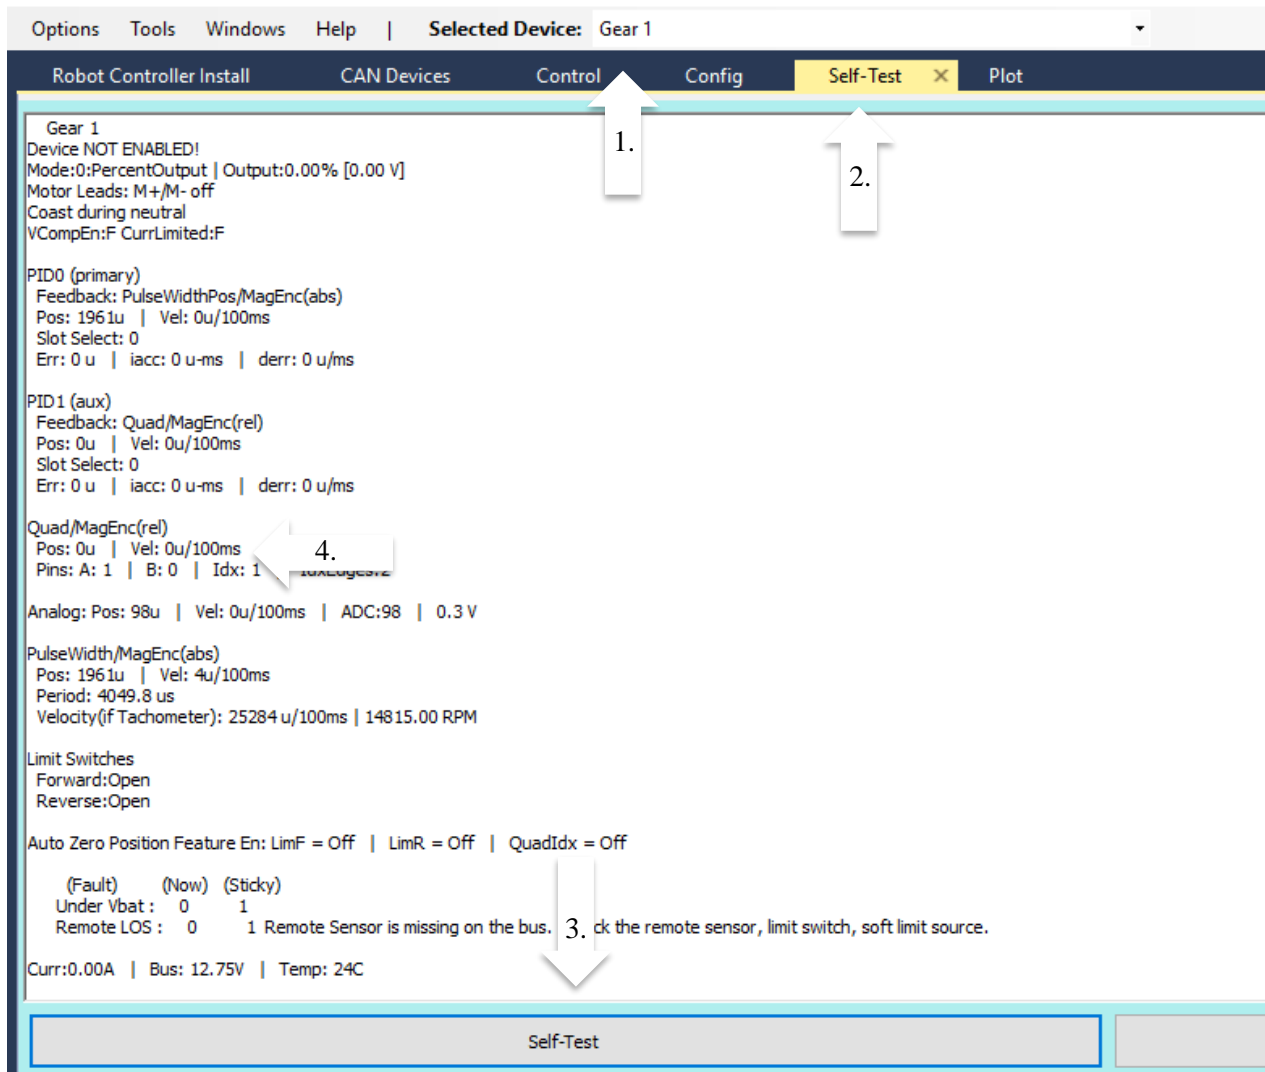 Options Tools Windows Help | Selected Device: Gear 1
Robot Controller Install CAN Devices Control Config Self-Test × Plot
1.
2.
Gear 1
Device NOT ENABLED!
Mode:0:PercentOutput | Output:0.00% [0.00 V]
Motor Leads: M+/M- off
Coast during neutral
VCompEn:F CurrLimited:F
PID0 (primary)
Feedback: PulseWidthPos/MagEnc(abs)
Pos: 1961u | Vel: 0u/100ms
Slot Select: 0
Err: 0 u | iacc: 0 u-ms | derr: 0 u/ms
PID1 (aux)
Feedback: Quad/MagEnc(rel)
Pos: 0u | Vel: 0u/100ms
Slot Select: 0
Err: 0 u | iacc: 0 u-ms | derr: 0 u/ms
Quad/MagEnc(rel)
Pos: 0u | Vel: 0u/100ms
4.
Pins: A: 1 | B: 0 | Idx: 1 | IdxEdges:2
Analog: Pos: 98u | Vel: 0u/100ms | ADC:98 | 0.3 V
PulseWidth/MagEnc(abs)
Pos: 1961u | Vel: 4u/100ms
Period: 4049.8 us
Velocity(if Tachometer): 25284 u/100ms | 14815.00 RPM
Limit Switches
Forward:Open
Reverse:Open
Auto Zero Position Feature En: LimF = Off | LimR = Off | QuadIdx = Off
(Fault) (Now) (Sticky)
Under Vbat : 0 1
Remote LOS : 0 1 Remote Sensor is missing on the bus. ck the remote sensor, limit switch, soft limit source.
3.
Curr:0.00A | Bus: 12.75V | Temp: 24C
Self-Test